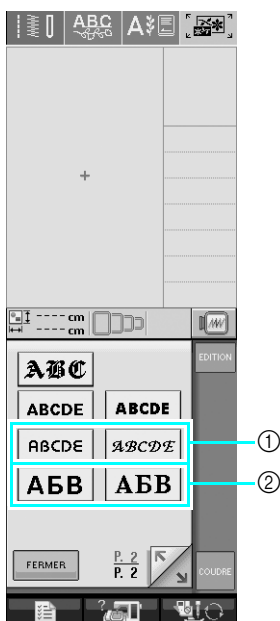 ABC A
---- cm
---- cm
EDITION
ABC
ABCDE ABCDE
ABCDE ABCDE ①
АБВ АБВ ②
FERMER P. 2
P. 2
COUDRE
?